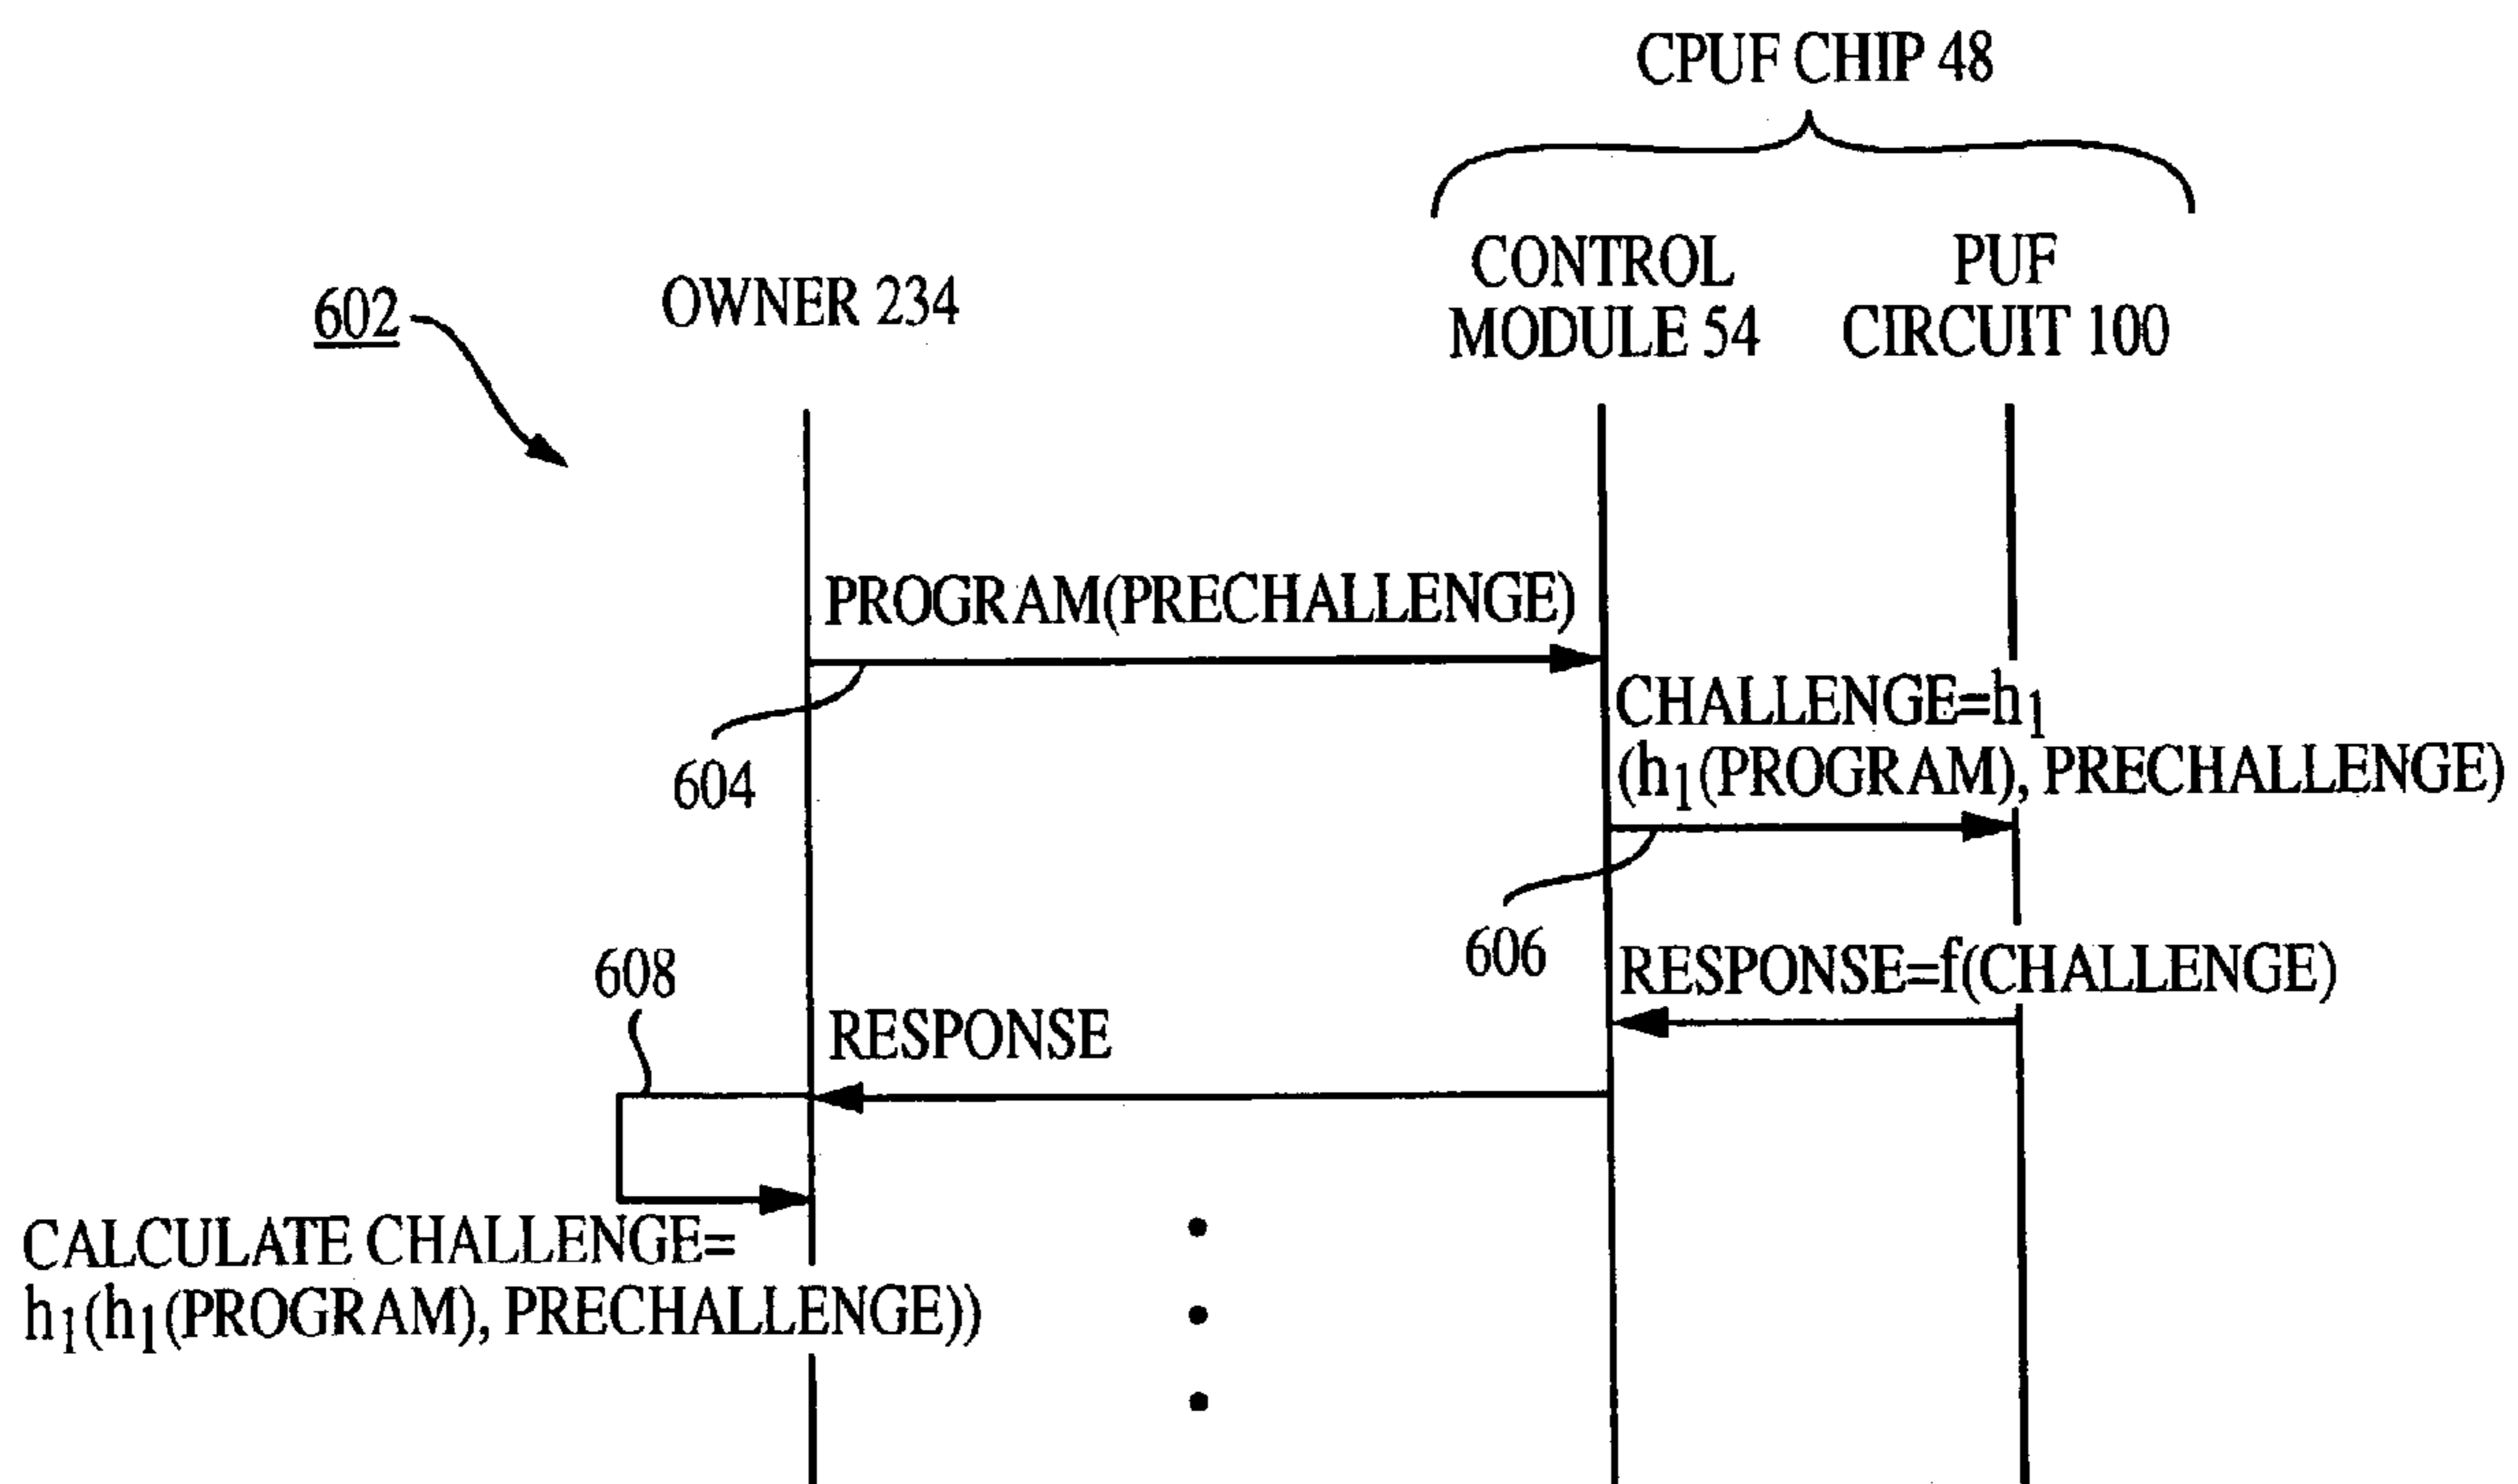 CPUF CHIP 48
CONTROL
MODULE 54
PUF
CIRCUIT 100
OWNER 234
602
PROGRAM(PRECHALLENGE)
604
CHALLENGE=h1
(h1(PROGRAM), PRECHALLENGE)
606
RESPONSE=f(CHALLENGE)
608
RESPONSE
CALCULATE CHALLENGE=
h1(h1(PROGRAM), PRECHALLENGE))